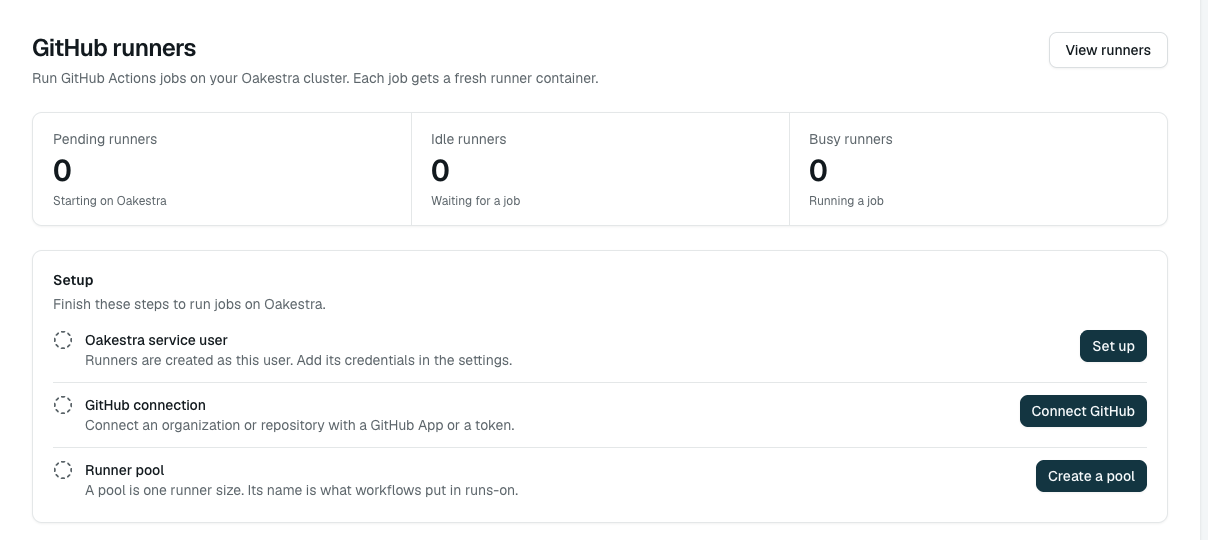 GitHub runners
View runners
Run GitHub Actions jobs on your Oakestra cluster. Each job gets a fresh runner container.
Pending runners
0
Starting on Oakestra
Idle runners
0
Waiting for a job
Busy runners
0
Running a job
Setup
Finish these steps to run jobs on Oakestra.
Oakestra service user
Runners are created as this user. Add its credentials in the settings.
Set up
GitHub connection
Connect an organization or repository with a GitHub App or a token.
Connect GitHub
Runner pool
A pool is one runner size. Its name is what workflows put in runs-on.
Create a pool